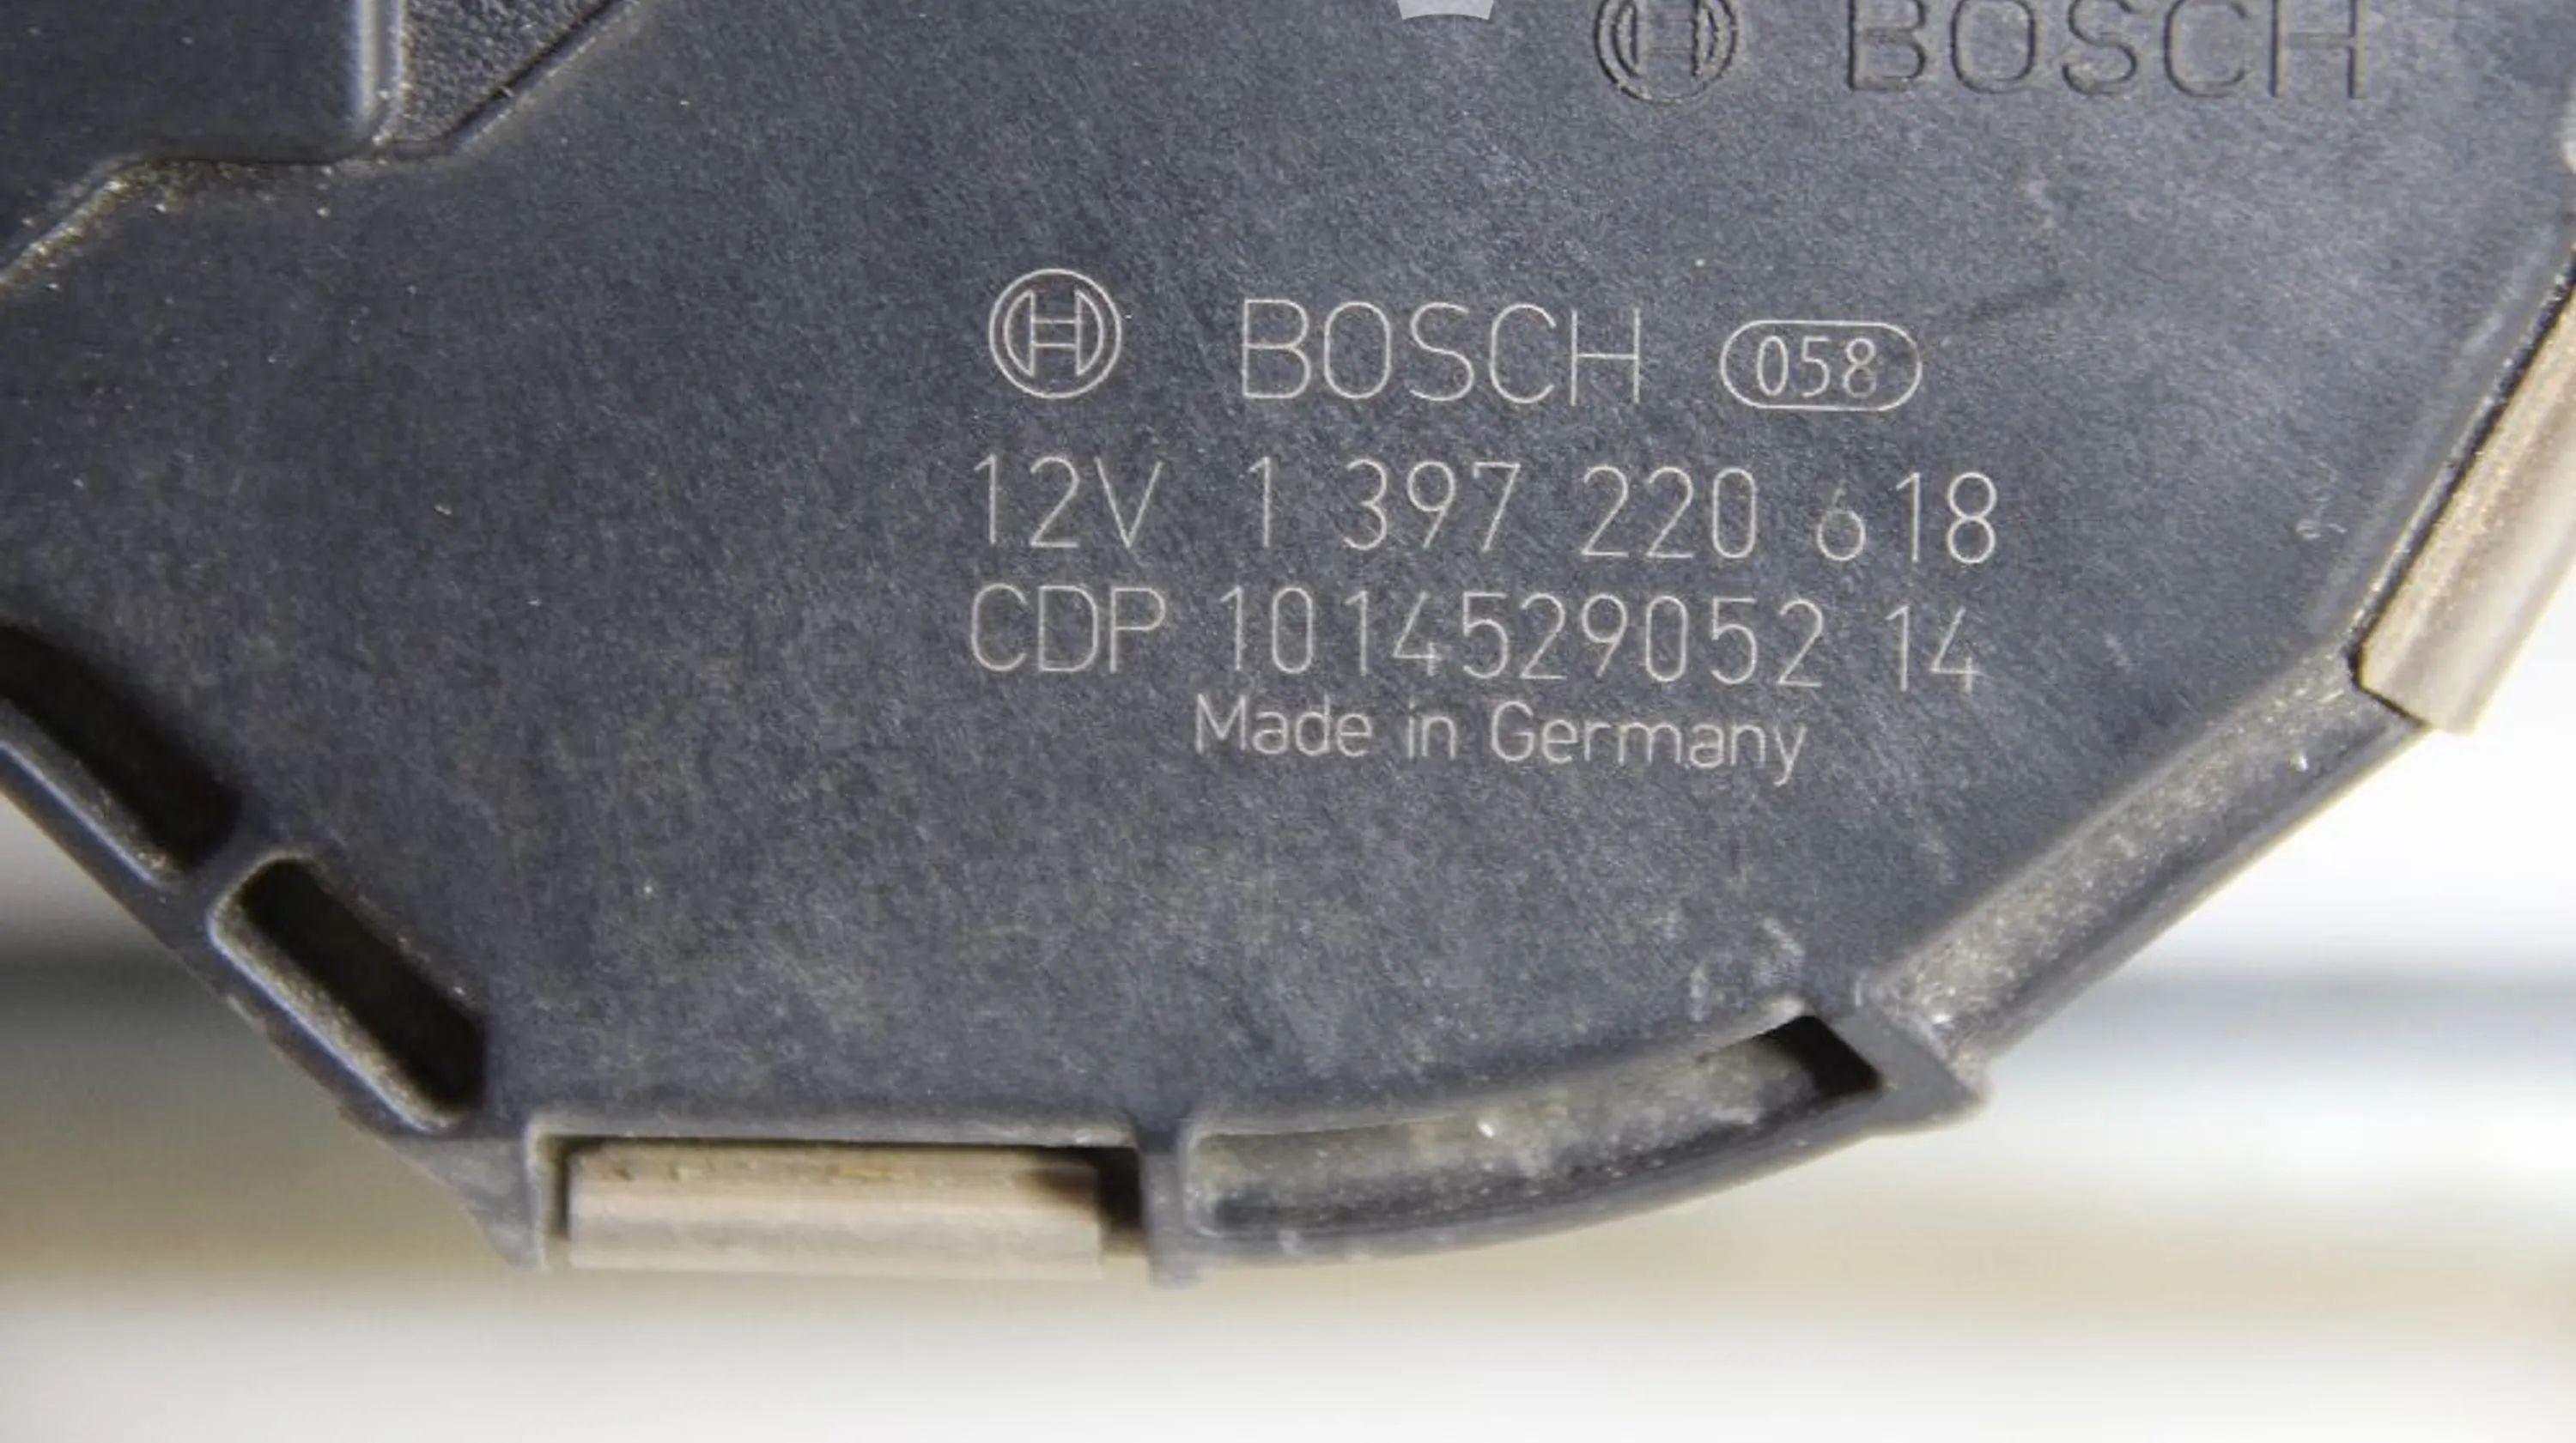 BOSCH
BOSCH 058
12V 1 397 220 618
CDP 1014529052 14
Made in Germany